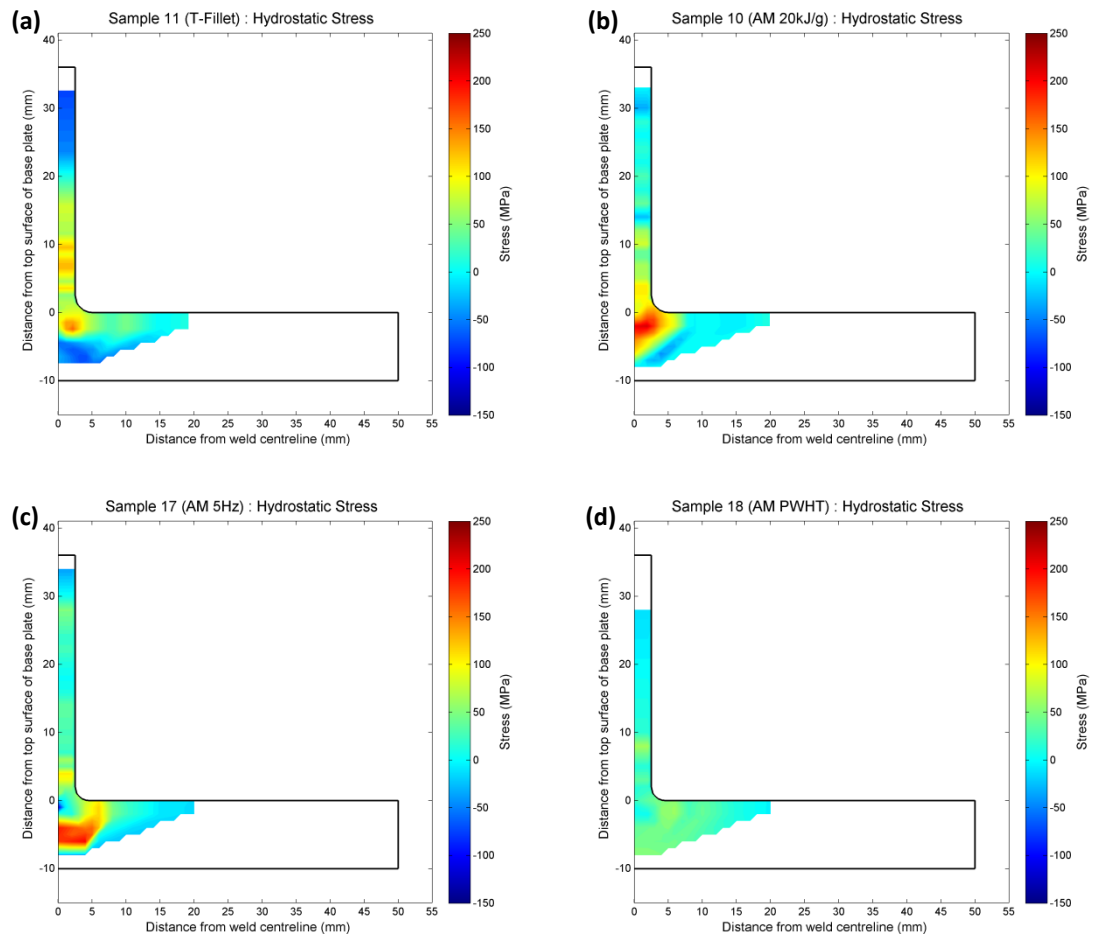 (a)
Sample 11 (T-Fillet) : Hydrostatic Stress
Distance from top surface of base plate (mm)
40
30
20
10
0
-10
0 5 10 15 20 25 30 35 40 45 50 55
Distance from weld centreline (mm)
250
200
150
100
50
0
-50
-100
-150
Stress (MPa)
(b)
Sample 10 (AM 20kJ/g) : Hydrostatic Stress
Distance from top surface of base plate (mm)
40
30
20
10
0
-10
0 5 10 15 20 25 30 35 40 45 50 55
Distance from weld centreline (mm)
250
200
150
100
50
0
-50
-100
-150
Stress (MPa)
(c)
Sample 17 (AM 5Hz) : Hydrostatic Stress
Distance from top surface of base plate (mm)
40
30
20
10
0
-10
0 5 10 15 20 25 30 35 40 45 50 55
Distance from weld centreline (mm)
250
200
150
100
50
0
-50
-100
-150
Stress (MPa)
(d)
Sample 18 (AM PWHT) : Hydrostatic Stress
Distance from top surface of base plate (mm)
40
30
20
10
0
-10
0 5 10 15 20 25 30 35 40 45 50 55
Distance from weld centreline (mm)
250
200
150
100
50
0
-50
-100
-150
Stress (MPa)